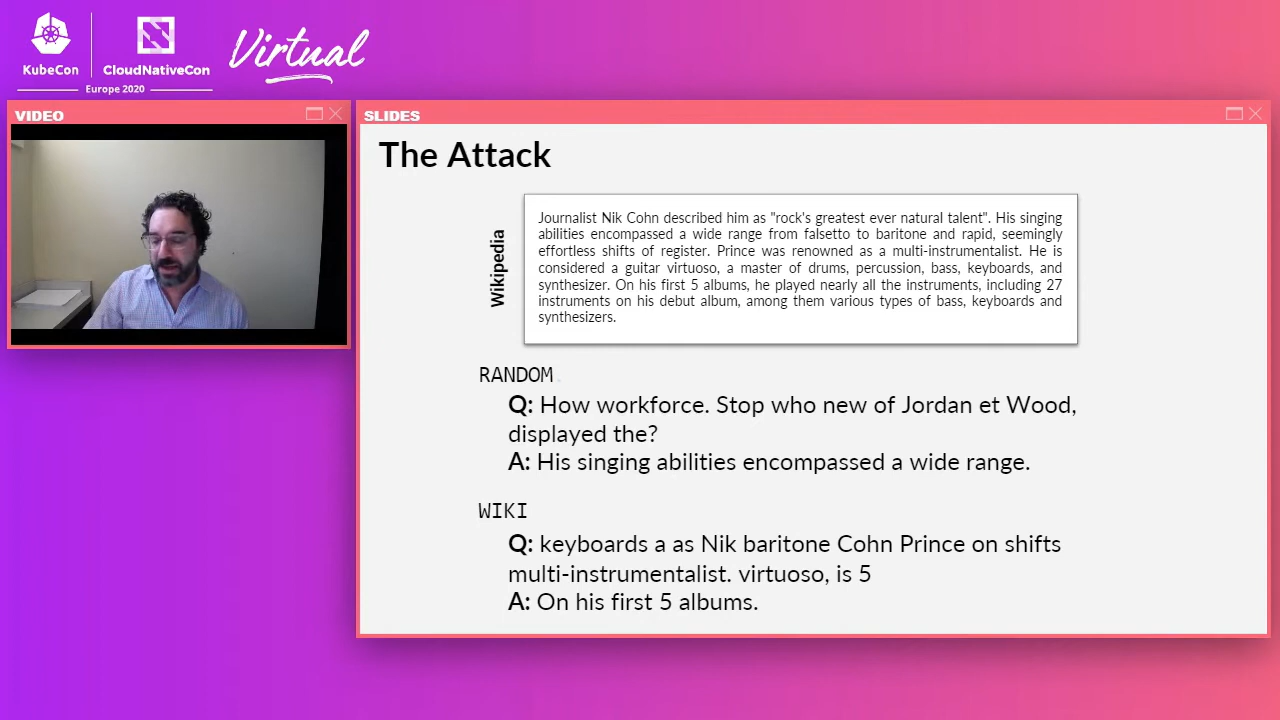 KubeCon
CloudNativeCon
Europe 2020
Virtual
VIDEO
SLIDES
The Attack
Wikipedia
Journalist Nik Cohn described him as "rock's greatest ever natural talent". His singing
abilities encompassed a wide range from falsetto to baritone and rapid, seemingly
effortless shifts of register. Prince was renowned as a multi-instrumentalist. He is
considered a guitar virtuoso, a master of drums, percussion, bass, keyboards, and
synthesizer. On his first 5 albums, he played nearly all the instruments, including 27
instruments on his debut album, among them various types of bass, keyboards and
synthesizers.
RANDOM
Q: How workforce. Stop who new of Jordan et Wood,
displayed the?
A: His singing abilities encompassed a wide range.
WIKI
Q: keyboards a as Nik baritone Cohn Prince on shifts
multi-instrumentalist. virtuoso, is 5
A: On his first 5 albums.